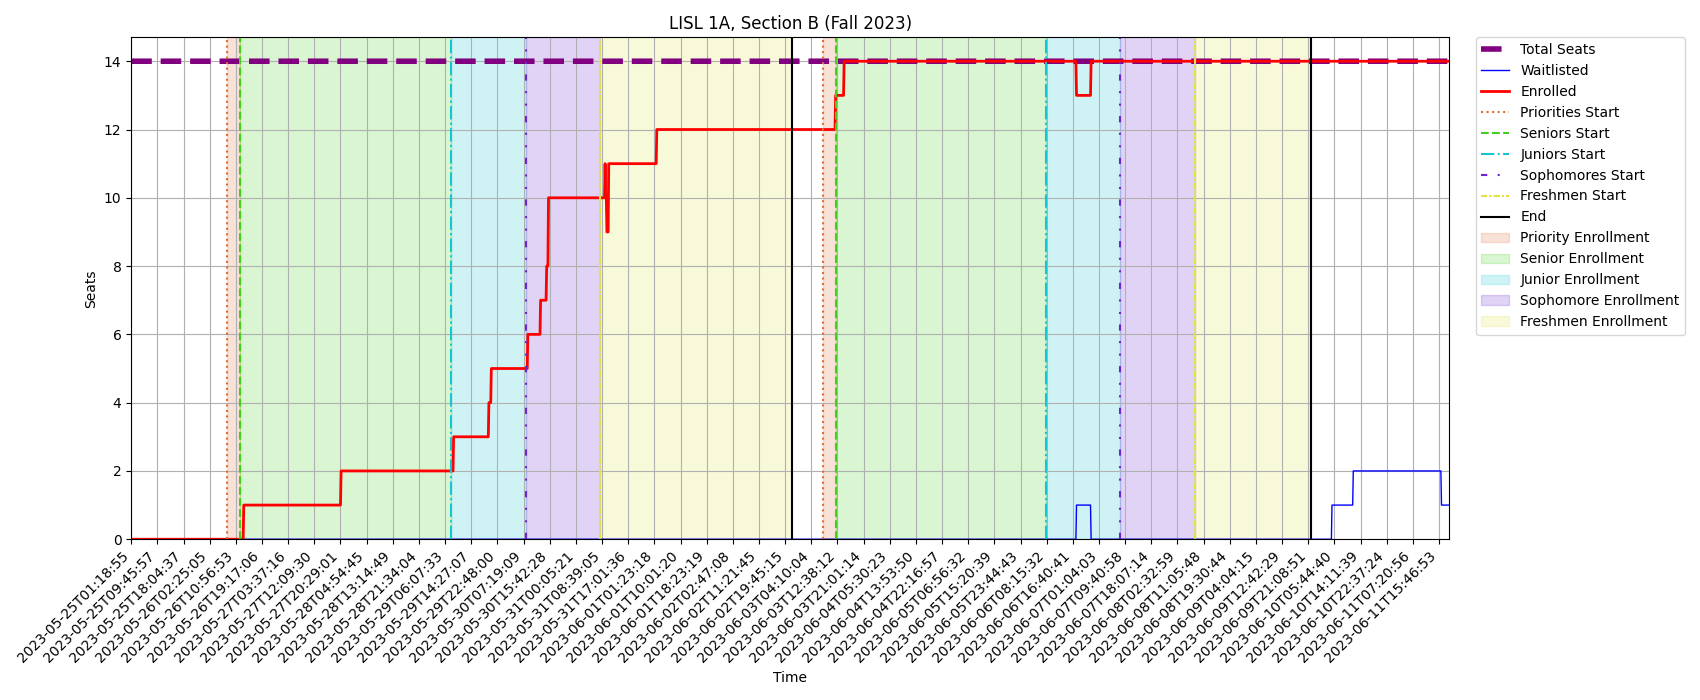 LISL 1A, Section B (Fall 2023)
Seats
14
12
10
8
6
4
2
0
2023-05-25T01:18:55
2023-05-25T09:45:57
2023-05-25T18:04:37
2023-05-26T02:25:05
2023-05-26T10:56:53
2023-05-26T19:17:06
2023-05-27T03:37:16
2023-05-27T12:09:30
2023-05-27T20:29:01
2023-05-28T04:54:45
2023-05-28T13:14:49
2023-05-28T21:34:04
2023-05-29T06:07:33
2023-05-29T14:27:07
2023-05-29T22:48:00
2023-05-30T07:19:09
2023-05-30T15:42:28
2023-05-31T00:05:21
2023-05-31T08:39:05
2023-05-31T17:01:36
2023-06-01T01:23:18
2023-06-01T10:01:20
2023-06-01T18:23:19
2023-06-02T02:47:08
2023-06-02T11:21:45
2023-06-02T19:45:15
2023-06-03T04:10:04
2023-06-03T12:38:12
2023-06-03T21:01:14
2023-06-04T05:30:23
2023-06-04T13:53:50
2023-06-04T22:16:57
2023-06-05T06:56:32
2023-06-05T15:20:39
2023-06-05T23:44:43
2023-06-06T08:15:32
2023-06-06T16:40:41
2023-06-07T01:04:03
2023-06-07T09:40:58
2023-06-07T18:07:14
2023-06-08T02:32:59
2023-06-08T11:05:48
2023-06-08T19:30:44
2023-06-09T04:04:15
2023-06-09T12:42:29
2023-06-09T21:08:51
2023-06-10T05:44:40
2023-06-10T14:11:39
2023-06-10T22:37:24
2023-06-11T07:20:56
2023-06-11T15:46:53
Time
Total Seats
Waitlisted
Enrolled
Priorities Start
Seniors Start
Juniors Start
Sophomores Start
Freshmen Start
End
Priority Enrollment
Senior Enrollment
Junior Enrollment
Sophomore Enrollment
Freshmen Enrollment